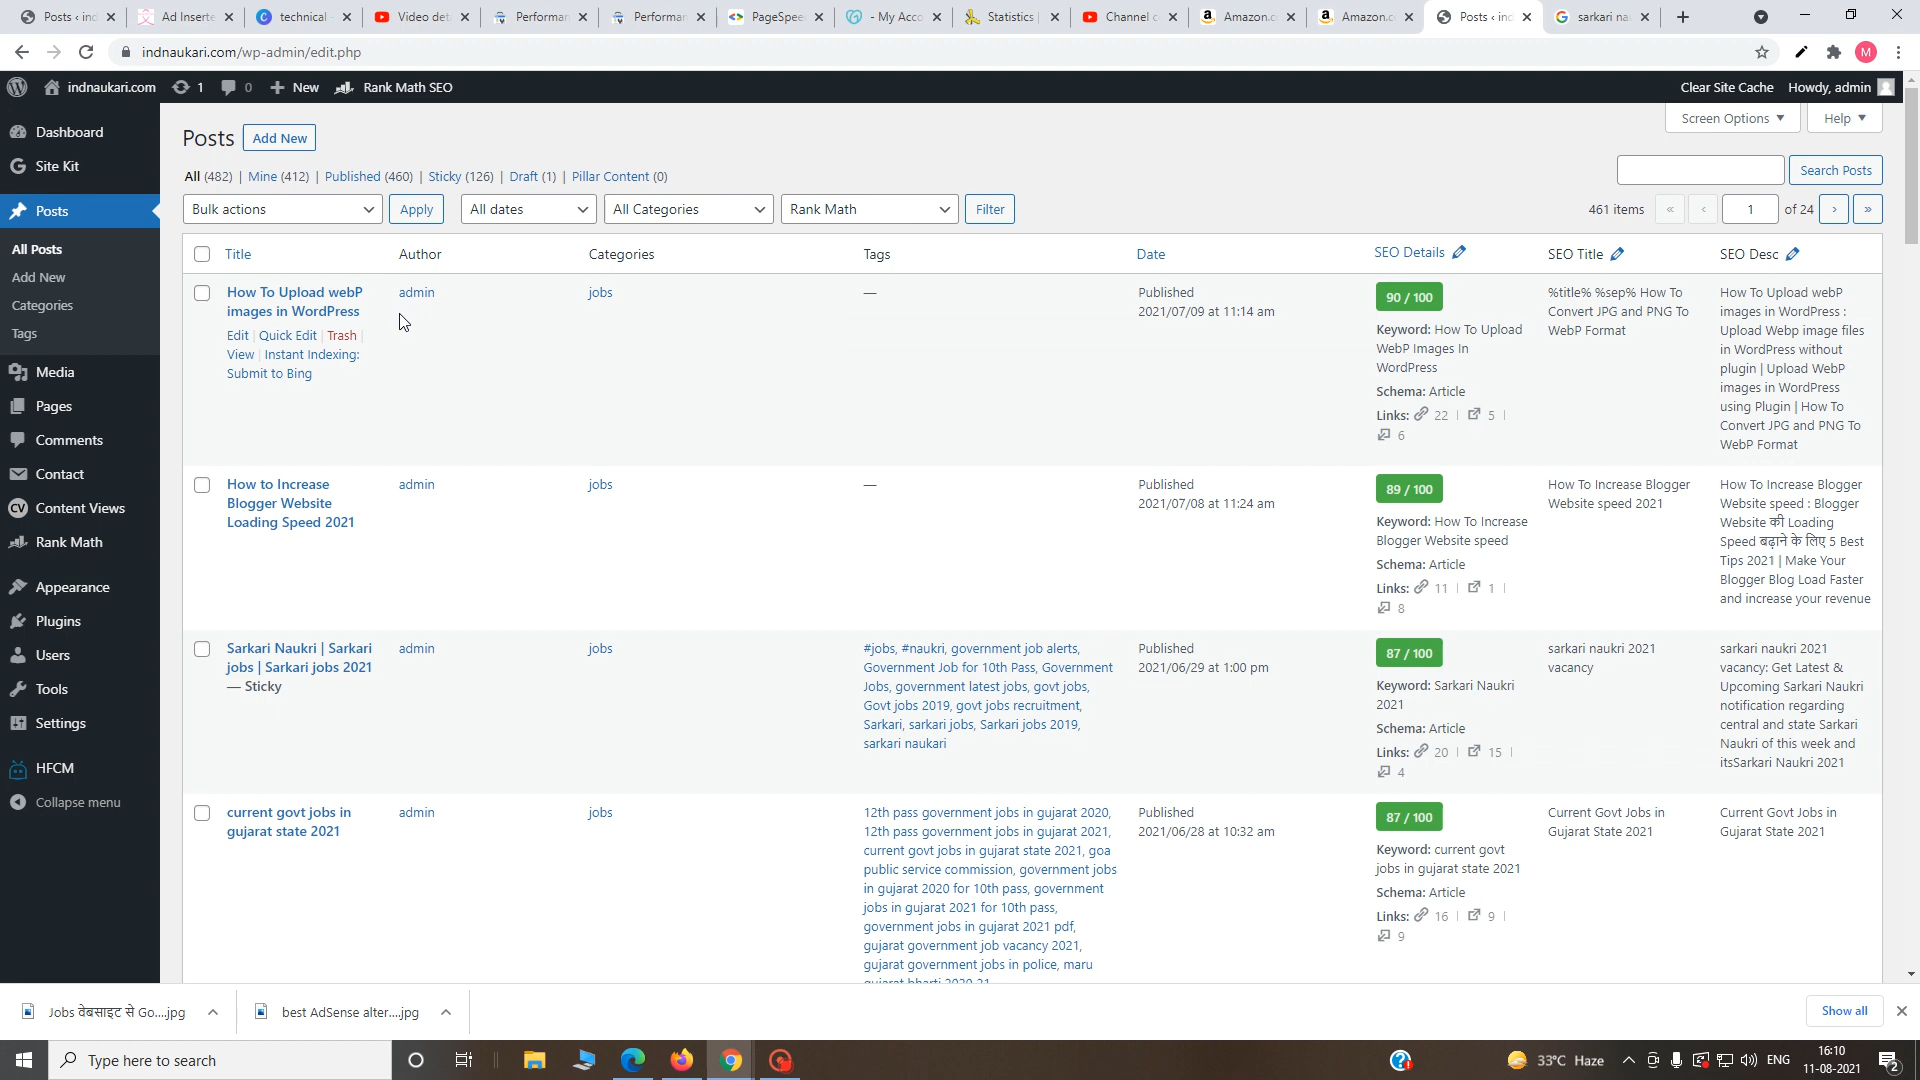 Posts ‹ ind
Ad Inserte
technical
Video det
Performan
Performan
PageSpee
- My Acco
Statistics |
Channel c
Amazon.c
Amazon.c
Posts ‹ ind
sarkari na
indnaukari.com/wp-admin/edit.php
M
indnaukari.com
1
0
New
Rank Math SEO
Clear Site Cache
Howdy, admin
Dashboard
Site Kit
Posts
All Posts
Add New
Categories
Tags
Media
Pages
Comments
Contact
CV Content Views
Rank Math
Appearance
Plugins
Users
Tools
Settings
HFCM
Collapse menu
Screen Options
Help
Posts Add New
All (482) | Mine (412) | Published (460) | Sticky (126) | Draft (1) | Pillar Content (0)
Search Posts
Bulk actions Apply All dates All Categories Rank Math Filter
461 items « ‹ 1 of 24 › »
Title Author Categories Tags Date SEO Details SEO Title SEO Desc
How To Upload webP
images in WordPress
Edit | Quick Edit | Trash |
View | Instant Indexing:
Submit to Bing
admin
jobs
—
Published
2021/07/09 at 11:14 am
90 / 100
Keyword: How To Upload
WebP Images In
WordPress
Schema: Article
Links: 22 | 5 |
6
%title% %sep% How To
Convert JPG and PNG To
WebP Format
How To Upload webP
images in WordPress :
Upload Webp image files
in WordPress without
plugin | Upload WebP
images in WordPress
using Plugin | How To
Convert JPG and PNG To
WebP Format
How to Increase
Blogger Website
Loading Speed 2021
admin
jobs
—
Published
2021/07/08 at 11:24 am
89 / 100
Keyword: How To Increase
Blogger Website speed
Schema: Article
Links: 11 | 1 |
8
How To Increase Blogger
Website speed 2021
How To Increase Blogger
Website speed : Blogger
Website की Loading
Speed बढ़ाने के लिए 5 Best
Tips 2021 | Make Your
Blogger Blog Load Faster
and increase your revenue
Sarkari Naukri | Sarkari
jobs | Sarkari jobs 2021
— Sticky
admin
jobs
#jobs, #naukri, government job alerts,
Government Job for 10th Pass, Government
Jobs, government latest jobs, govt jobs,
Govt jobs 2019, govt jobs recruitment,
Sarkari, sarkari jobs, Sarkari jobs 2019,
sarkari naukari
Published
2021/06/29 at 1:00 pm
87 / 100
Keyword: Sarkari Naukri
2021
Schema: Article
Links: 20 | 15 |
4
sarkari naukri 2021
vacancy
sarkari naukri 2021
vacancy: Get Latest &
Upcoming Sarkari Naukri
notification regarding
central and state Sarkari
Naukri of this week and
itsSarkari Naukri 2021
current govt jobs in
gujarat state 2021
admin
jobs
12th pass government jobs in gujarat 2020,
12th pass government jobs in gujarat 2021,
current govt jobs in gujarat state 2021, goa
public service commission, government jobs
in gujarat 2020 for 10th pass, government
jobs in gujarat 2021 for 10th pass,
government jobs in gujarat 2021 pdf,
gujarat government job vacancy 2021,
gujarat government jobs in police, maru
gujarat bharti 2020-21
Published
2021/06/28 at 10:32 am
87 / 100
Keyword: current govt
jobs in gujarat state 2021
Schema: Article
Links: 16 | 9 |
9
Current Govt Jobs in
Gujarat State 2021
Current Govt Jobs in
Gujarat State 2021
Jobs वेबसाइट से Go....jpg
best AdSense alter....jpg
Show all
Type here to search
33°C Haze
ENG
16:10
11-08-2021
2